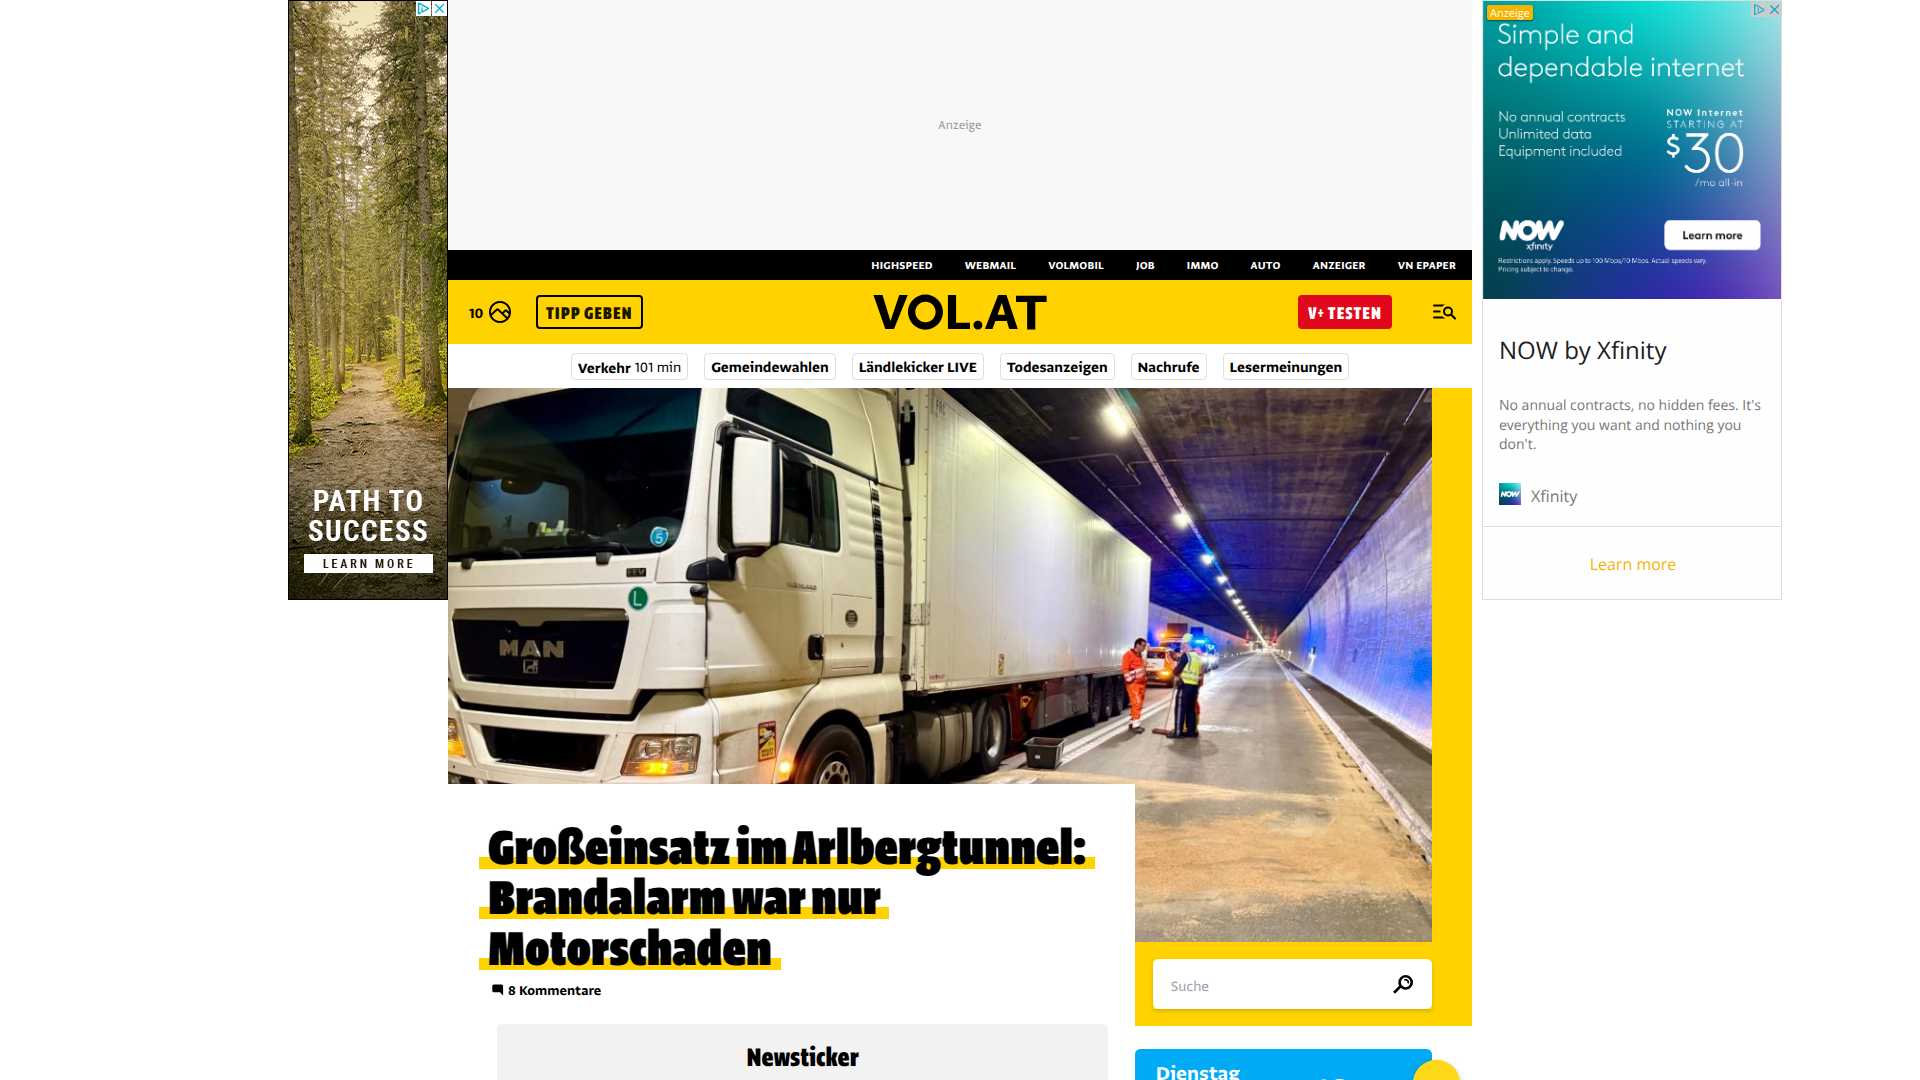 PATH TO
SUCCESS
LEARN MORE
Anzeige
HIGHSPEED WEBMAIL VOLMOBIL JOB IMMO AUTO ANZEIGER VN EPAPER
10 TIPP GEBEN VOL.AT V+ TESTEN
Verkehr 101 min Gemeindewahlen Ländlekicker LIVE Todesanzeigen Nachrufe Lesermeinungen
5
L
MAN
Großeinsatz im Arlbergtunnel:
Brandalarm war nur
Motorschaden
8 Kommentare
Newsticker
Suche
Dienstag
Anzeige
Simple and
dependable internet
No annual contracts
Unlimited data
Equipment included
NOW Internet
STARTING AT
$30
/mo all-in
NOW
xfinity
Learn more
Restrictions apply. Speeds up to 100 Mbps/10 Mbps. Actual speeds vary.
Pricing subject to change.
NOW by Xfinity
No annual contracts, no hidden fees. It's
everything you want and nothing you
don't.
NOW Xfinity
Learn more